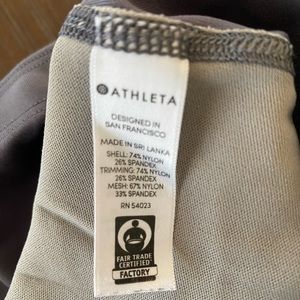 ATHLETA
DESIGNED IN
SAN FRANCISCO
MADE IN SRI LANKA
SHELL: 74% NYLON
26% SPANDEX
TRIMMING: 74% NYLON
26% SPANDEX
MESH: 67% NYLON
33% SPANDEX
RN 54023
FAIR TRADE
CERTIFIED™
FACTORY